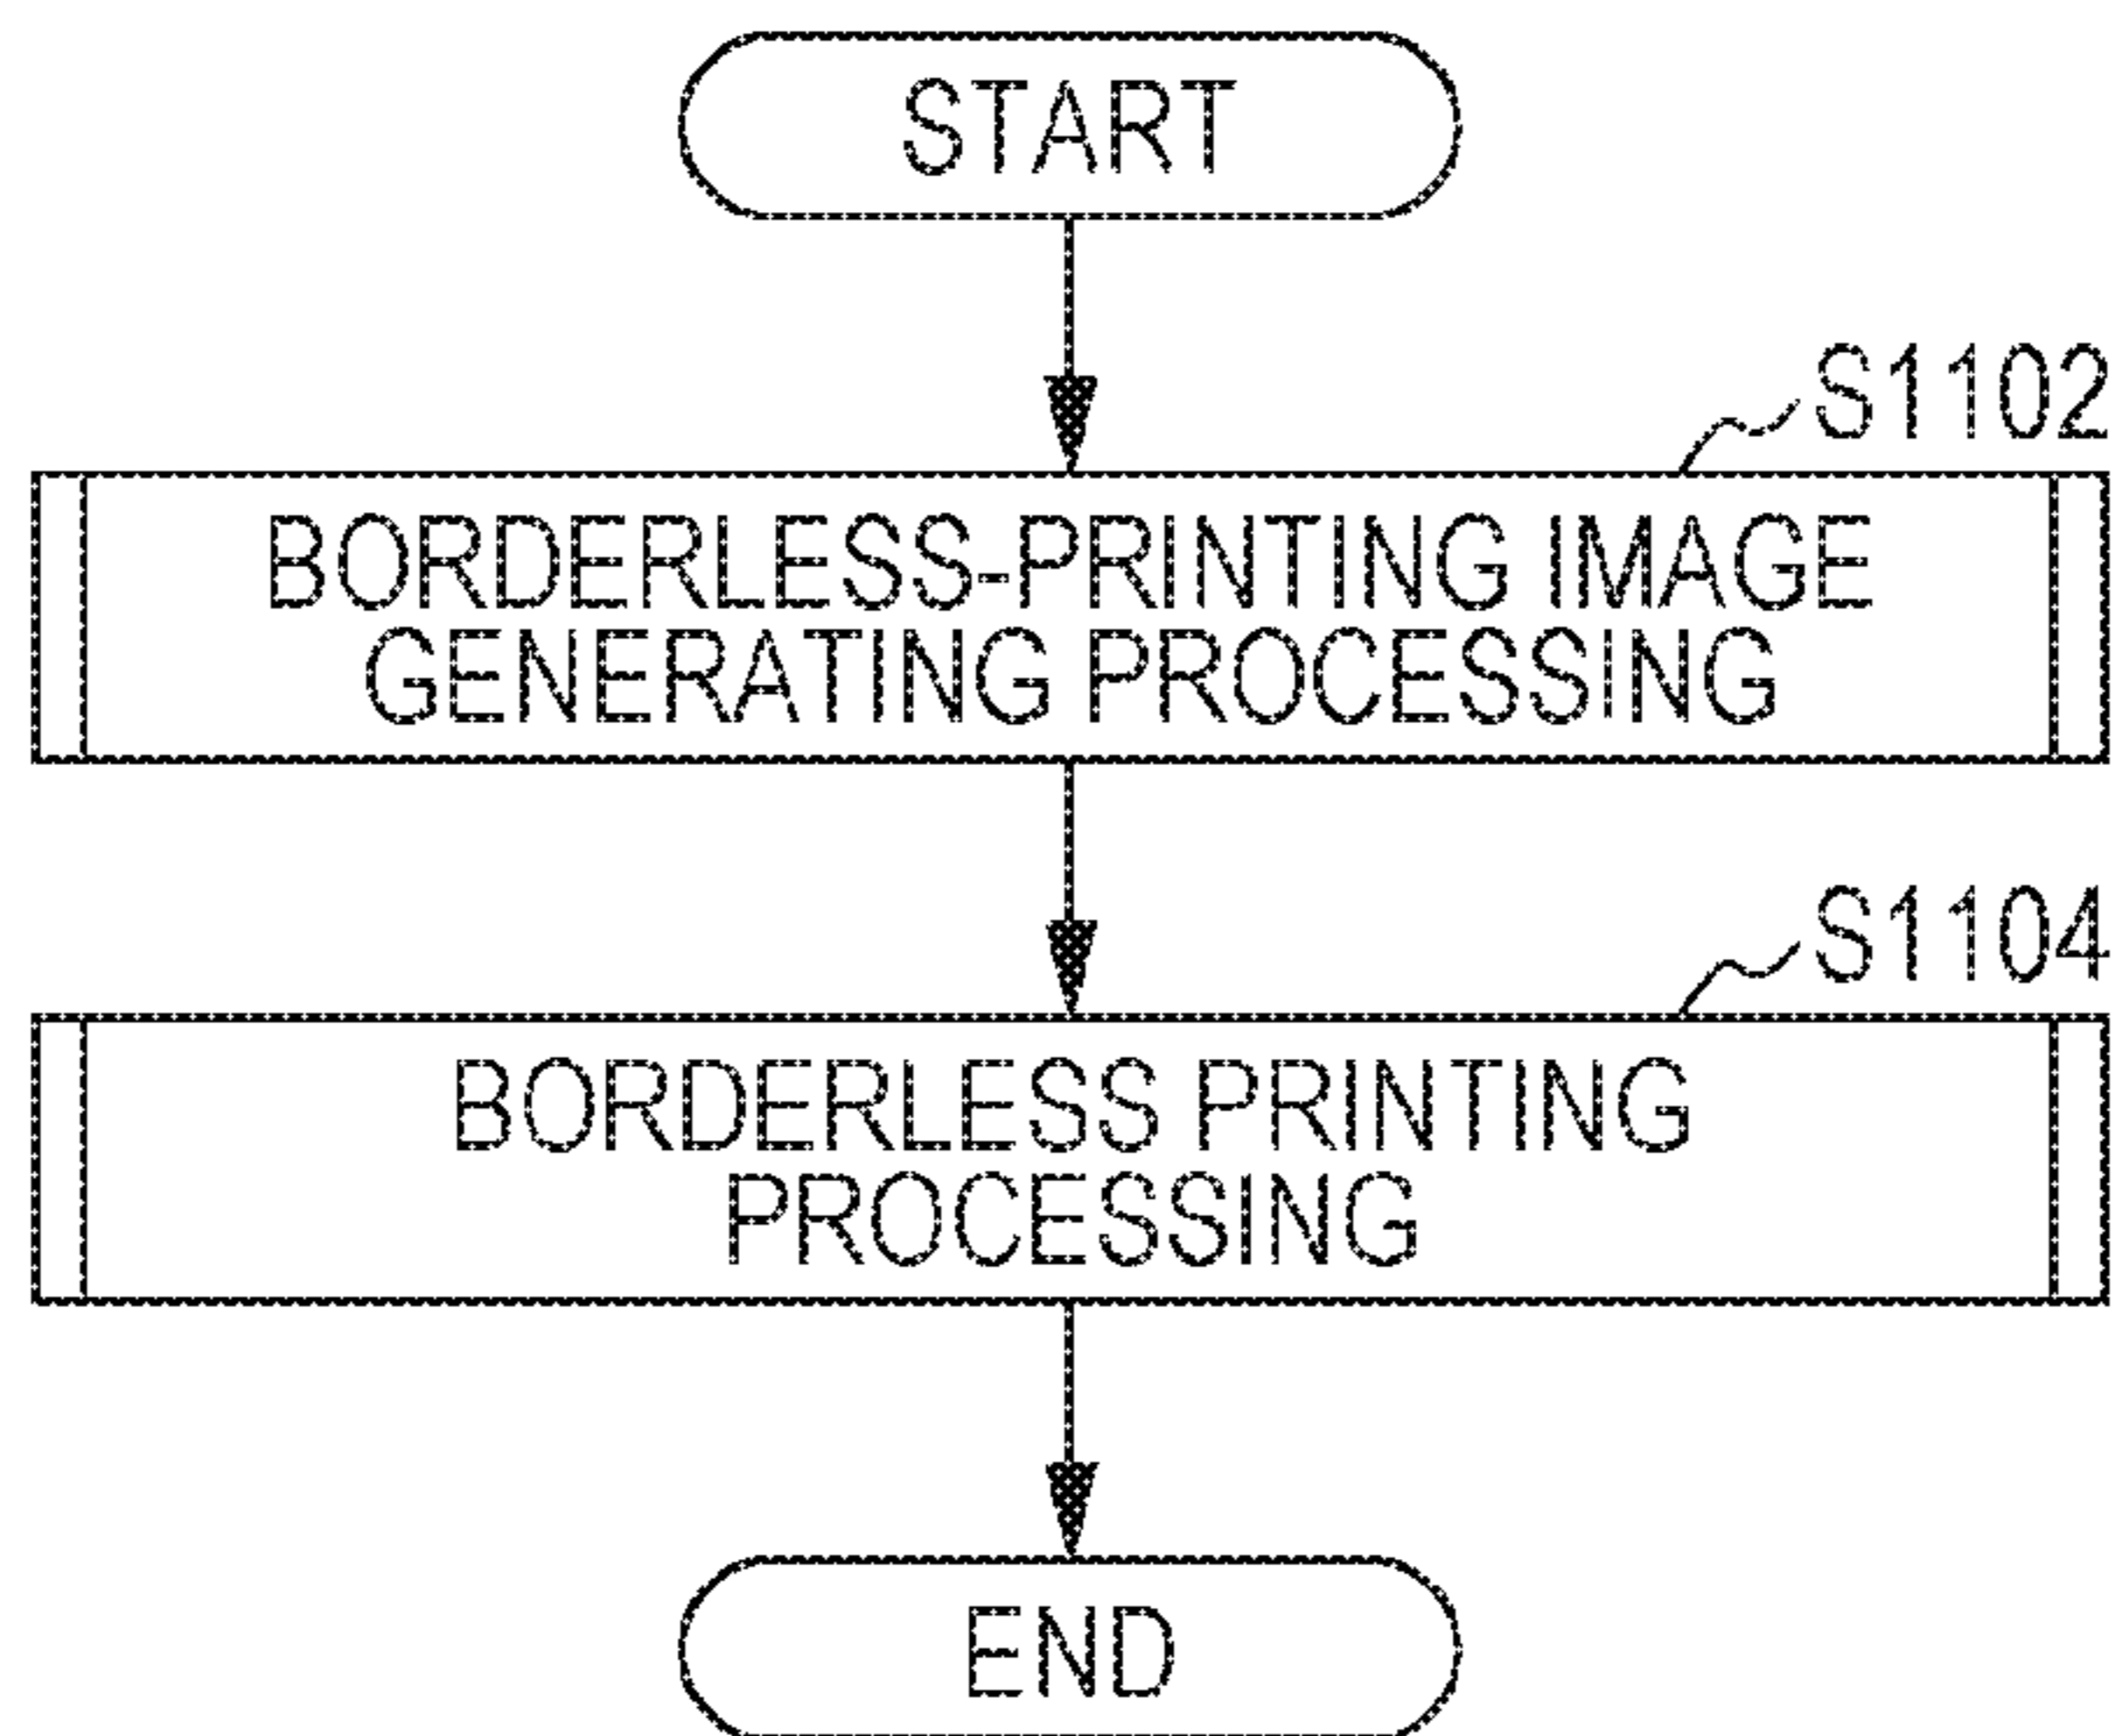 START
S1102
BORDERLESS-PRINTING IMAGE
GENERATING PROCESSING
S1104
BORDERLESS PRINTING
PROCESSING
END